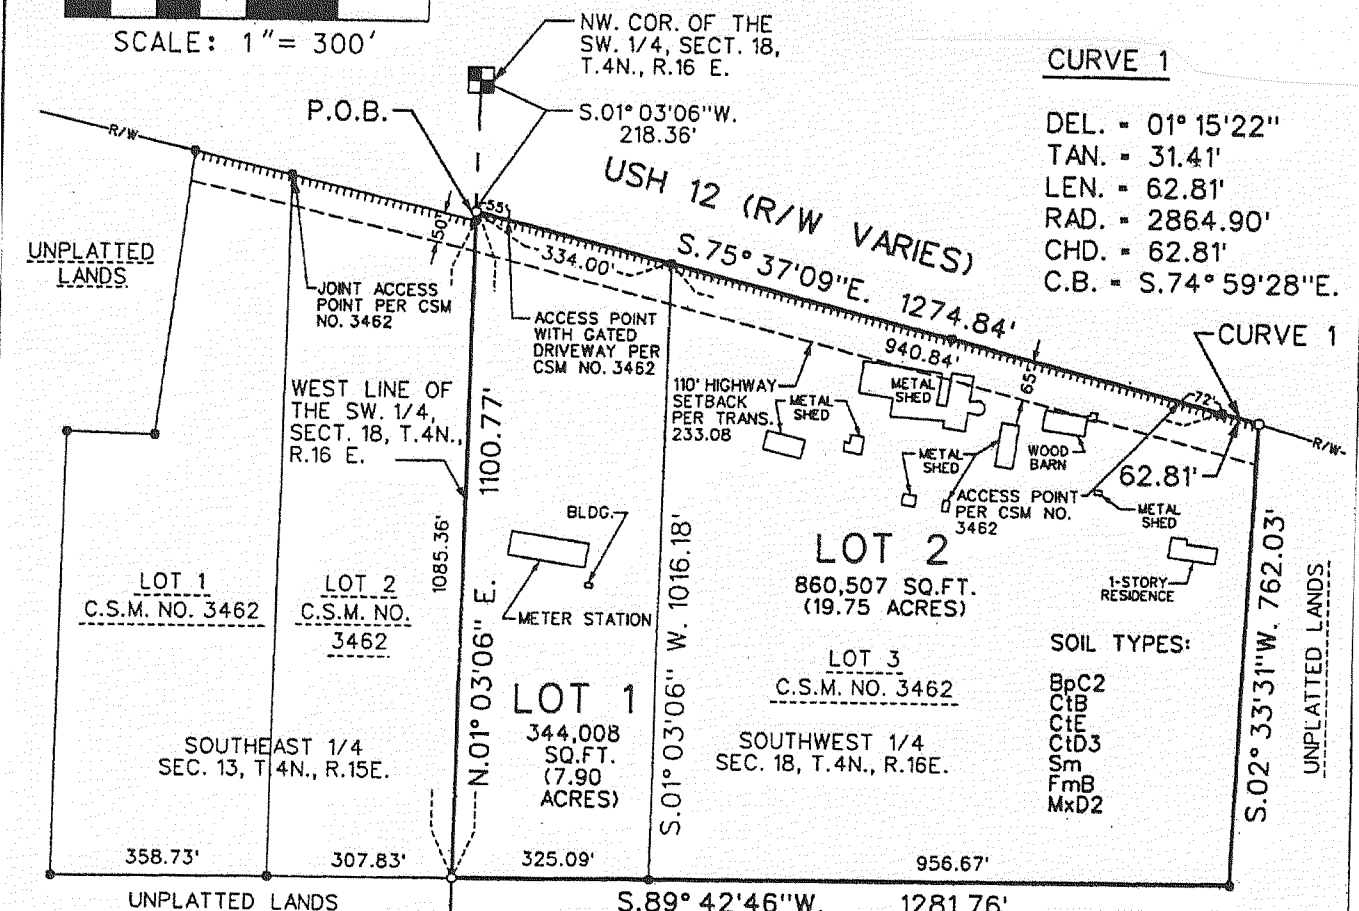 SCALE: 1"= 300'
NW. COR. OF THE
SW. 1/4, SECT. 18,
T.4N., R.16 E.
P.O.B.
S.01° 03'06"W.
218.36'
CURVE 1
DEL. = 01° 15'22"
TAN. = 31.41'
LEN. = 62.81'
RAD. = 2864.90'
CHD. = 62.81'
C.B. = S.74° 59'28"E.
R/W
USH 12 (R/W VARIES)
S.75° 37'09"E. 1274.84'
UNPLATTED
LANDS
50'
55'
334.00'
JOINT ACCESS
POINT PER CSM
NO. 3462
ACCESS POINT
WITH GATED
DRIVEWAY PER
CSM NO. 3462
CURVE 1
940.84'
65'
72'
R/W
62.81'
WEST LINE OF
THE SW. 1/4,
SECT. 18, T.4N.,
R.16 E.
110' HIGHWAY
SETBACK
PER TRANS.
233.08
METAL
SHED
METAL
SHED
METAL
SHED
WOOD
BARN
ACCESS POINT
PER CSM NO.
3462
METAL
SHED
1-STORY
RESIDENCE
N.01° 03'06" E. 1100.77'
1085.36'
BLDG.
METER STATION
S.01° 03'06" W. 1016.18'
LOT 1
C.S.M. NO. 3462
LOT 2
C.S.M. NO.
3462
LOT 1
344,008
SQ.FT.
(7.90
ACRES)
LOT 2
860,507 SQ.FT.
(19.75 ACRES)
LOT 3
C.S.M. NO. 3462
SOUTHEAST 1/4
SEC. 13, T.4N., R.15E.
SOUTHWEST 1/4
SEC. 18, T.4N., R.16E.
SOIL TYPES:
BpC2
CtB
CtE
CtD3
Sm
FmB
MxD2
S.02° 33'31"W. 762.03'
UNPLATTED LANDS
358.73'
307.83'
325.09'
956.67'
UNPLATTED LANDS
S.89° 42'46"W. 1281.76'